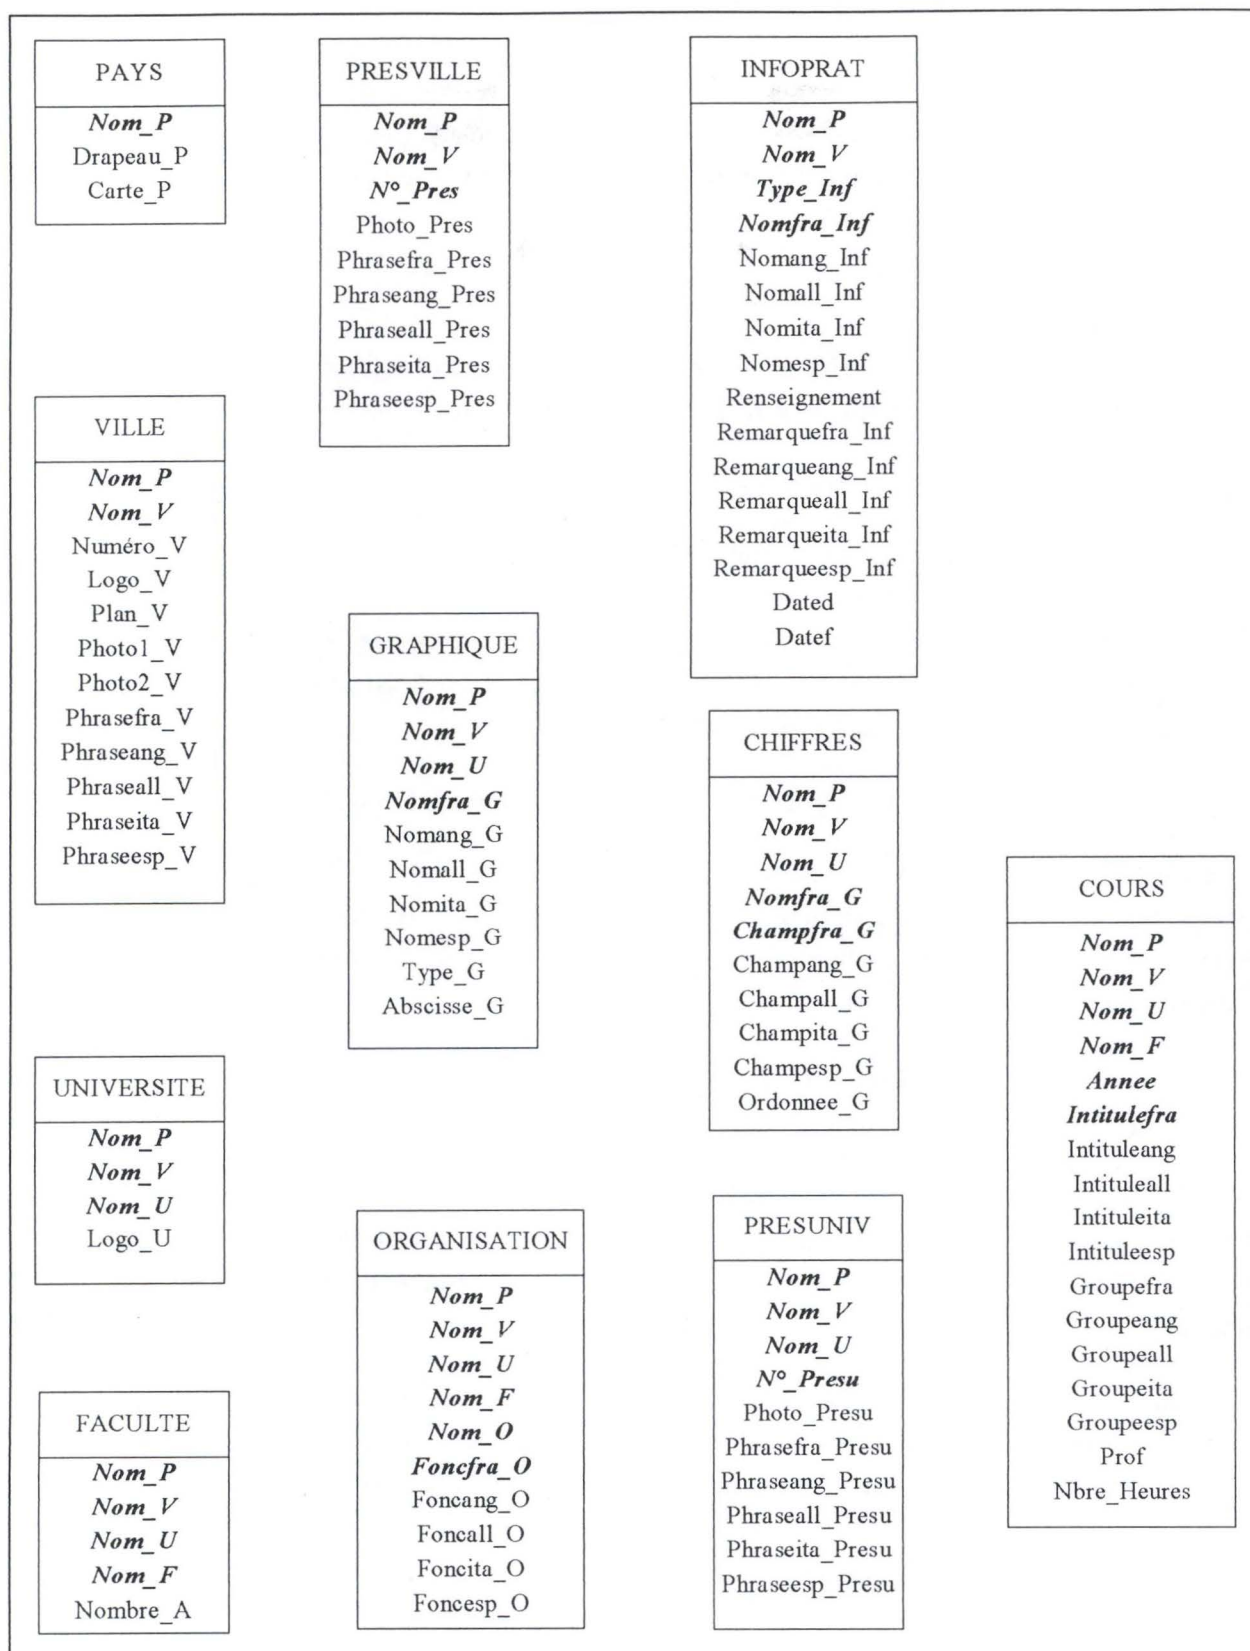 PAYS
Nom_P
Drapeau_P
Carte_P
PRESVILLE
Nom_P
Nom_V
N°_Pres
Photo_Pres
Phrasefra_Pres
Phraseang_Pres
Phraseall_Pres
Phraseita_Pres
Phraseesp_Pres
INFOPRAT
Nom_P
Nom_V
Type_Inf
Nomfra_Inf
Nomang_Inf
Nomall_Inf
Nomita_Inf
Nomesp_Inf
Renseignement
Remarquefra_Inf
Remarqueang_Inf
Remarqueall_Inf
Remarqueita_Inf
Remarqueesp_Inf
Dated
Datef
VILLE
Nom_P
Nom_V
Numéro_V
Logo_V
Plan_V
Photo1_V
Photo2_V
Phrasefra_V
Phraseang_V
Phraseall_V
Phraseita_V
Phraseesp_V
GRAPHIQUE
Nom_P
Nom_V
Nom_U
Nomfra_G
Nomang_G
Nomall_G
Nomita_G
Nomesp_G
Type_G
Abscisse_G
CHIFFRES
Nom_P
Nom_V
Nom_U
Nomfra_G
Champfra_G
Champang_G
Champall_G
Champita_G
Champesp_G
Ordonnee_G
COURS
Nom_P
Nom_V
Nom_U
Nom_F
Annee
Intitulefra
Intituleang
Intituleall
Intituleita
Intituleesp
Groupefra
Groupeang
Groupeall
Groupeita
Groupeesp
Prof
Nbre_Heures
UNIVERSITE
Nom_P
Nom_V
Nom_U
Logo_U
ORGANISATION
Nom_P
Nom_V
Nom_U
Nom_F
Nom_O
Foncfra_O
Foncang_O
Foncall_O
Foncita_O
Foncesp_O
PRESUNIV
Nom_P
Nom_V
Nom_U
N°_Presu
Photo_Presu
Phrasefra_Presu
Phraseang_Presu
Phraseall_Presu
Phraseita_Presu
Phraseesp_Presu
FACULTE
Nom_P
Nom_V
Nom_U
Nom_F
Nombre_A